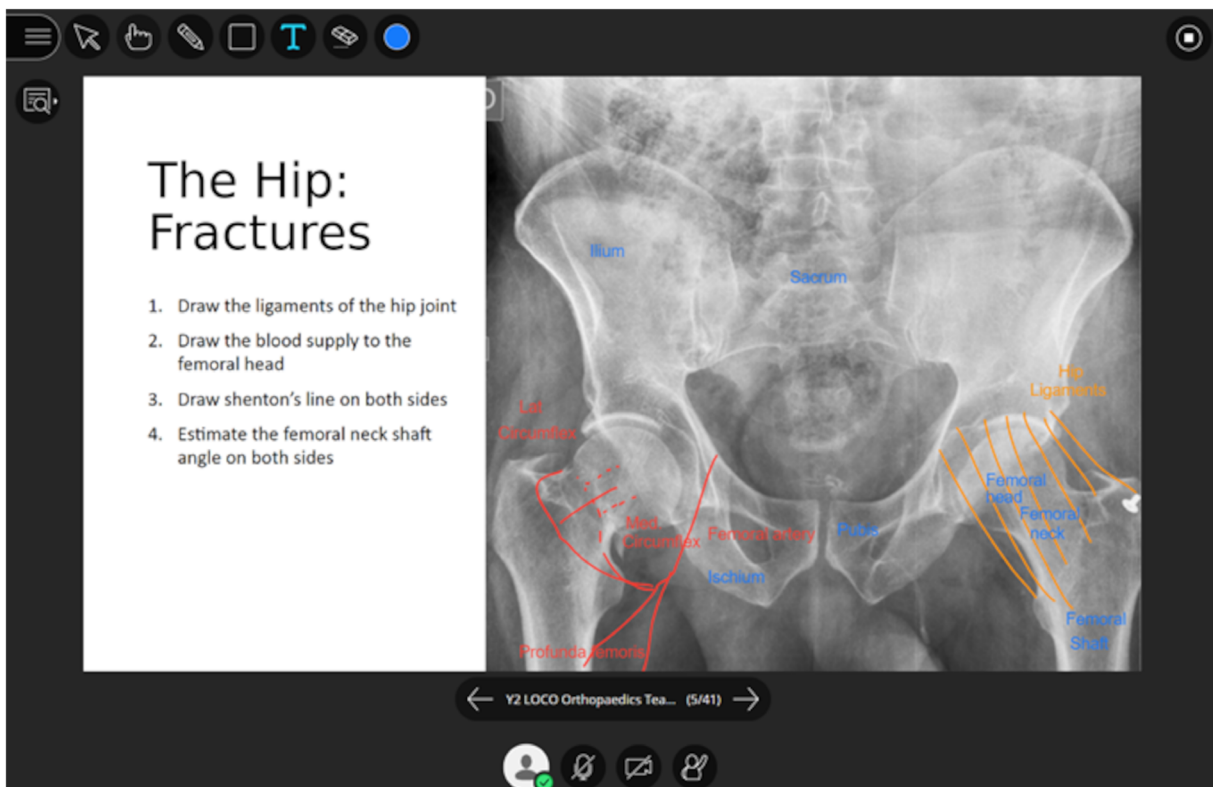 The Hip:
Fractures
1. Draw the ligaments of the hip joint
2. Draw the blood supply to the
femoral head
3. Draw shenton's line on both sides
4. Estimate the femoral neck shaft
angle on both sides
Ilium
Sacrum
Hip
Ligaments
Lat
Circumflex
Femoral
head
Femoral
neck
Med
Circumflex
Femoral artery
Pubis
Ischium
Femoral
Shaft
Profunda femoris
Y2 LOCO Orthopaedics Tea... (5/41)